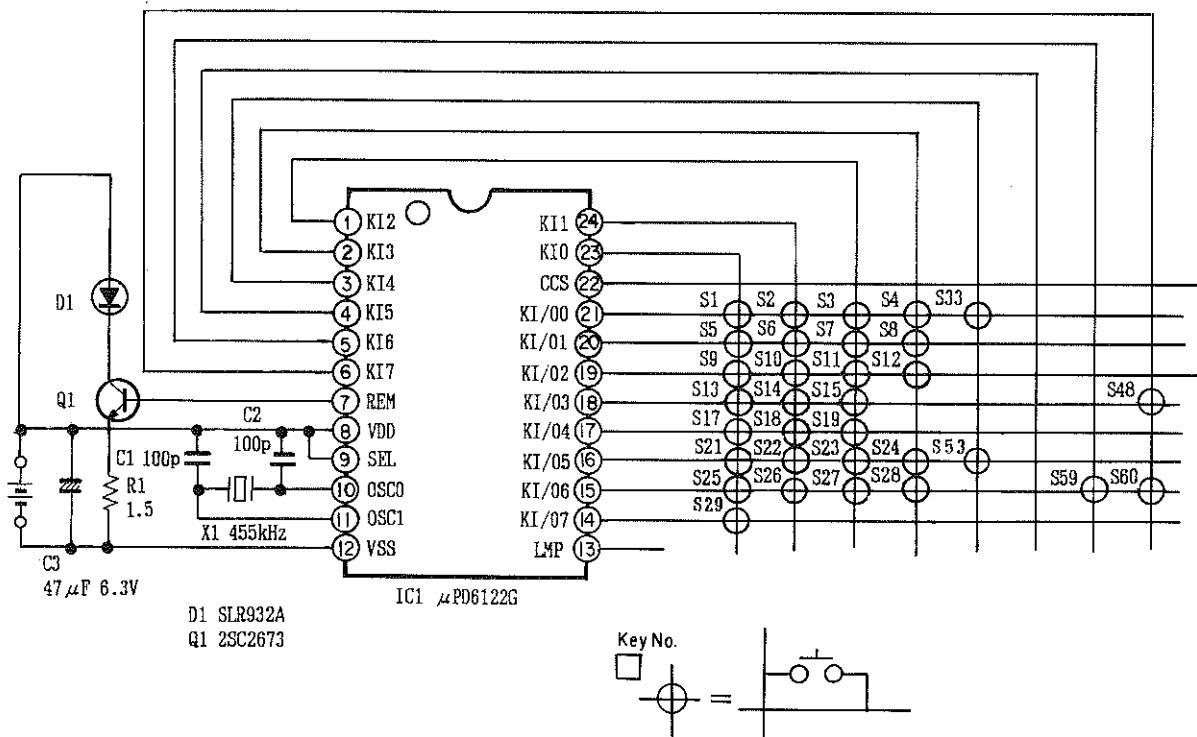 1 KI2 KI1 24
2 KI3 KI0 23
3 KI4 CCS 22
4 KI5 KI/00 21 S1 S2 S3 S4 S33
5 KI6 KI/01 20 S5 S6 S7 S8
6 KI7 KI/02 19 S9 S10 S11 S12
7 REM KI/03 18 S13 S14 S15 S48
8 VDD KI/04 17 S17 S18 S19
9 SEL KI/05 16 S21 S22 S23 S24 S53
10 OSC0 KI/06 15 S25 S26 S27 S28 S59 S60
11 OSC1 KI/07 14 S29
12 VSS LMP 13
D1
Q1
C2
100p
C1 100p
R1
1.5
X1 455kHz
C3
47μF 6.3V
IC1 μPD6122G
D1 SLR932A
Q1 2SC2673
Key No.
=